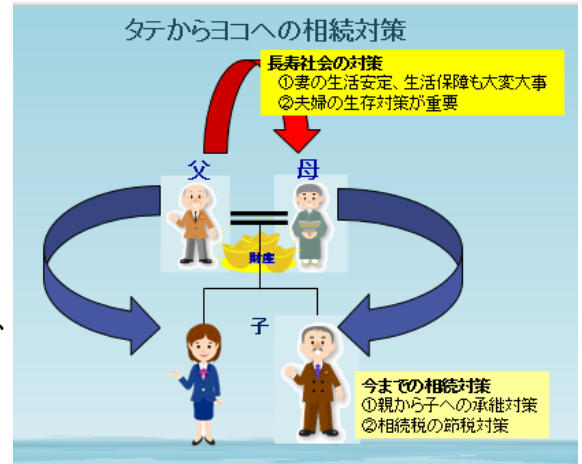 タテからヨコへの相続対策
長寿社会の対策
①妻の生活安定、生活保障も大変大事
②夫婦の生存対策が重要
父
母
財産
、
子
今までの相続対策
①親から子への承継対策
②相続税の節税対策